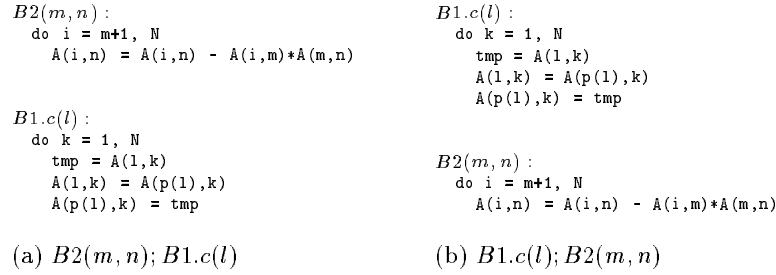 B2(m, n) :
do i = m+1, N
A(i,n) = A(i,n) - A(i,m)*A(m,n)
B1.c(l) :
do k = 1, N
tmp = A(l,k)
A(l,k) = A(p(l),k)
A(p(l),k) = tmp
(a) B2(m, n); B1.c(l)
B1.c(l) :
do k = 1, N
tmp = A(l,k)
A(l,k) = A(p(l),k)
A(p(l),k) = tmp
B2(m, n) :
do i = m+1, N
A(i,n) = A(i,n) - A(i,m)*A(m,n)
(b) B1.c(l); B2(m, n)